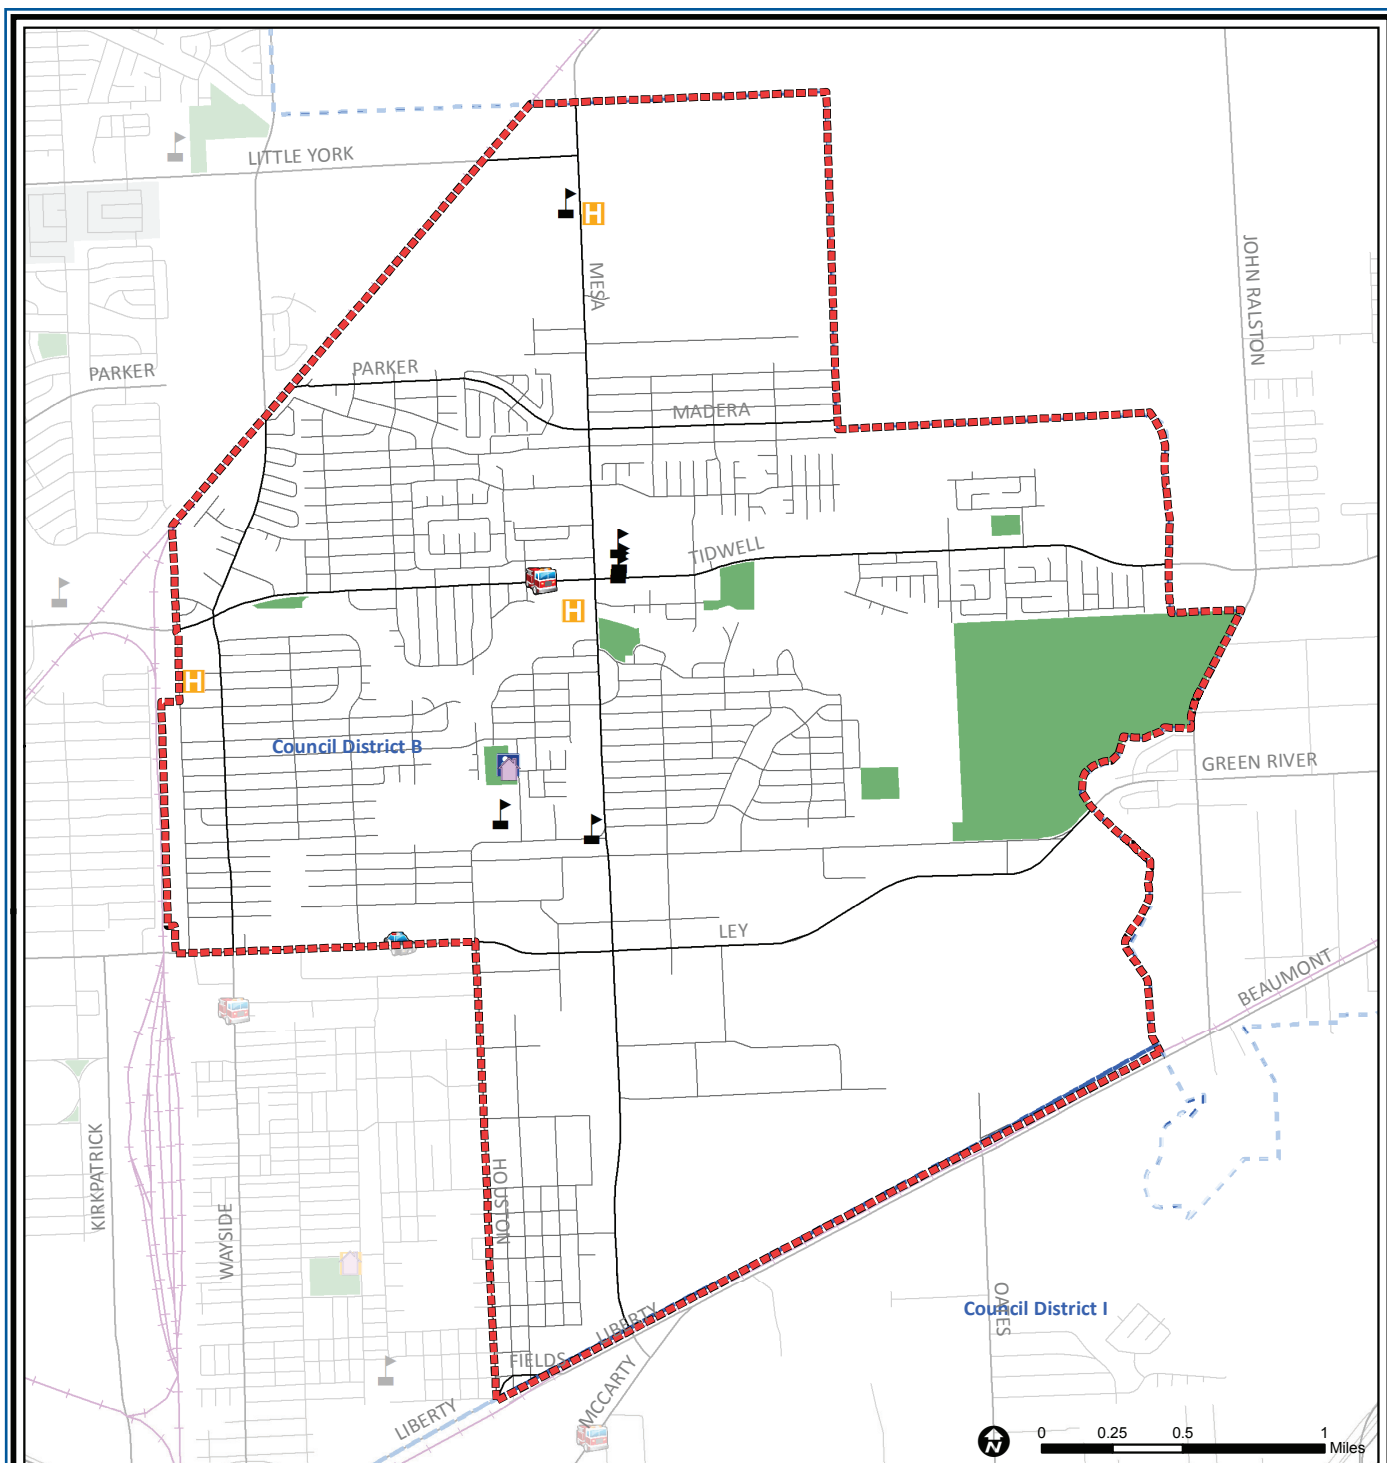 LITTLE YORK
MESA
JOHN RALSTON
PARKER
PARKER
MADERA
TIDWELL
Council District B
GREEN RIVER
LEY
BEAUMONT
KIRKPATRICK
WAYSIDE
HOUSTON
LIBERTY
OATES
Council District I
FIELDS
MCCARTY
LIBERTY
H
H
H
N
0 0.25 0.5 1
Miles